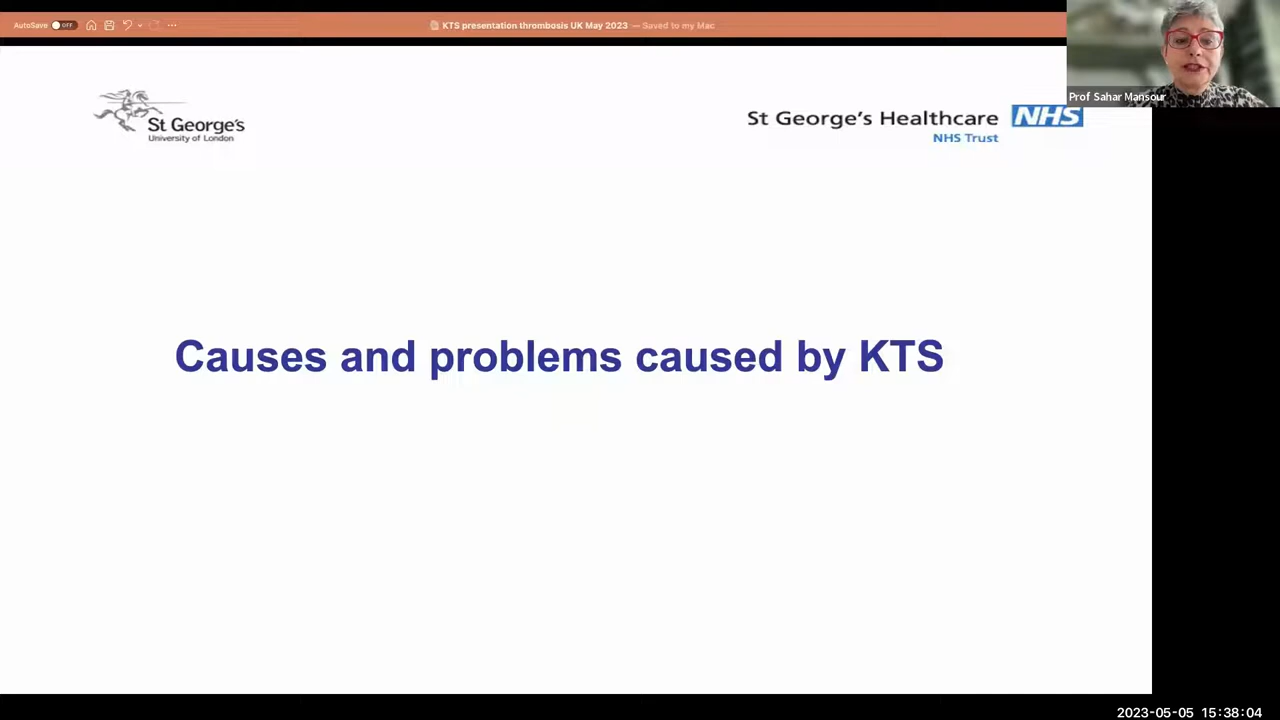 AutoSave OFF
KTS presentation thrombosis UK May 2023 — Saved to my Mac
Prof Sahar Mansour
St George's
University of London
St George's Healthcare NHS
NHS Trust
Causes and problems caused by KTS
2023-05-05 15:38:04